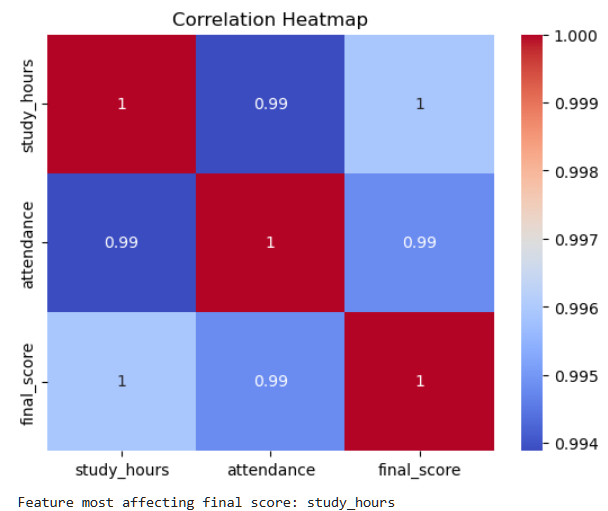 Correlation Heatmap
study_hours
1
0.99
1
attendance
0.99
1
0.99
final_score
1
0.99
1
study_hours
attendance
final_score
1.000
0.999
0.998
0.997
0.996
0.995
0.994
Feature most affecting final score: study_hours